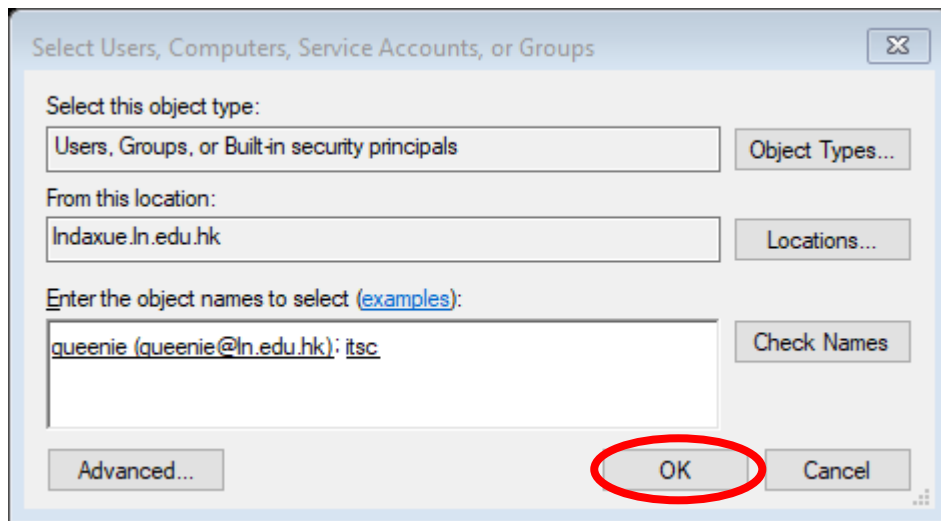 Select Users, Computers, Service Accounts, or Groups
Select this object type:
Users, Groups, or Built-in security principals
Object Types...
From this location:
lndaxue.ln.edu.hk
Locations...
Enter the object names to select (examples):
queenie (queenie@ln.edu.hk); itsc
Check Names
Advanced...
OK
Cancel